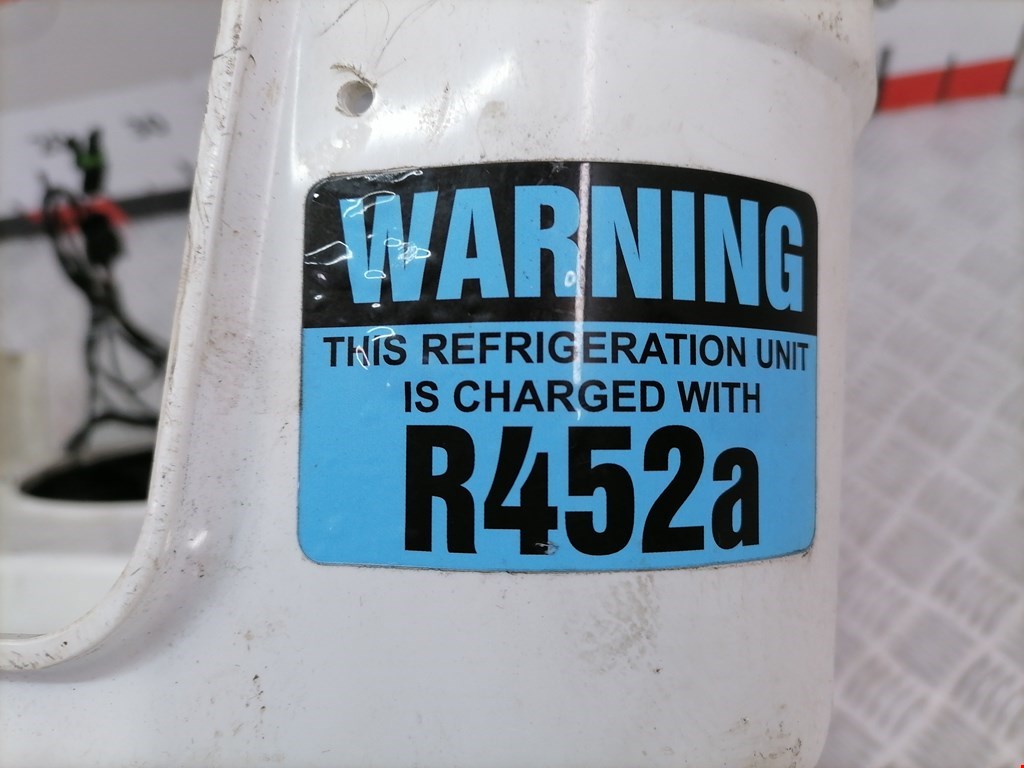 WARNING
THIS REFRIGERATION UNIT
IS CHARGED WITH
R452a